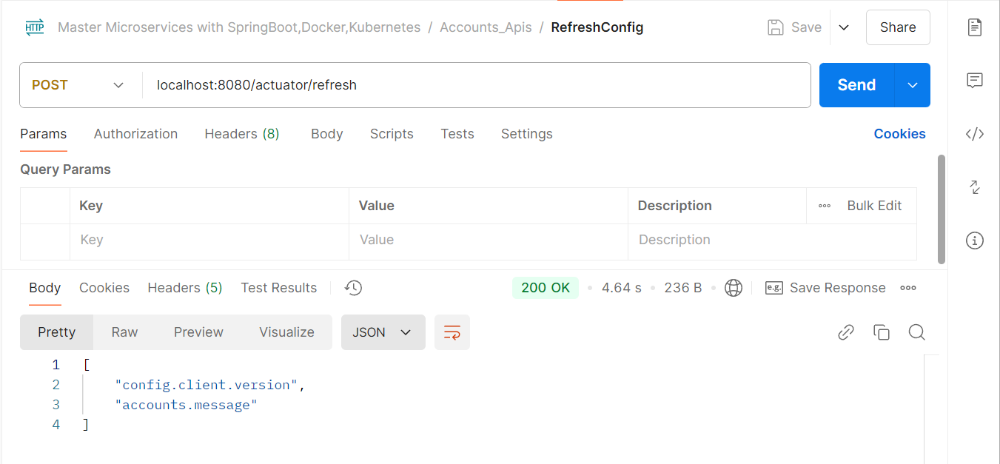 HTTP Master Microservices with SpringBoot,Docker,Kubernetes / Accounts_Apis / RefreshConfig Save Share
POST localhost:8080/actuator/refresh Send
Params Authorization Headers (8) Body Scripts Tests Settings Cookies
Query Params
Key Value Description Bulk Edit
Key Value Description
Body Cookies Headers (5) Test Results 200 OK 4.64 s 236 B e.g. Save Response
Pretty Raw Preview Visualize JSON
1 [
2 "config.client.version",
3 "accounts.message"
4 ]